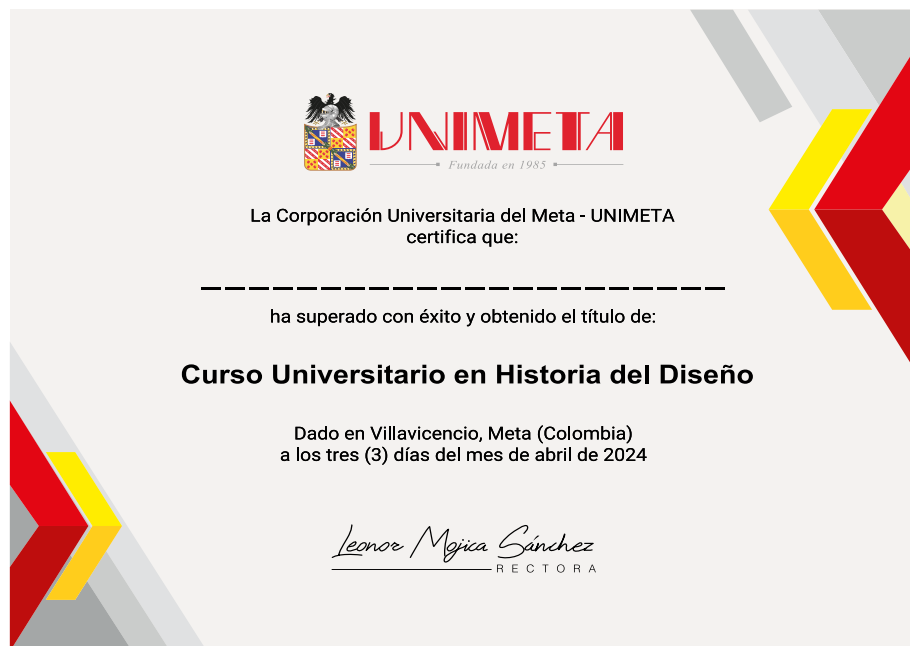 UNIMETA
Fundada en 1985
La Corporación Universitaria del Meta - UNIMETA
certifica que:
ha superado con éxito y obtenido el título de:
Curso Universitario en Historia del Diseño
Dado en Villavicencio, Meta (Colombia)
a los tres (3) días del mes de abril de 2024
Leonor Mojica Sánchez
RECTORA